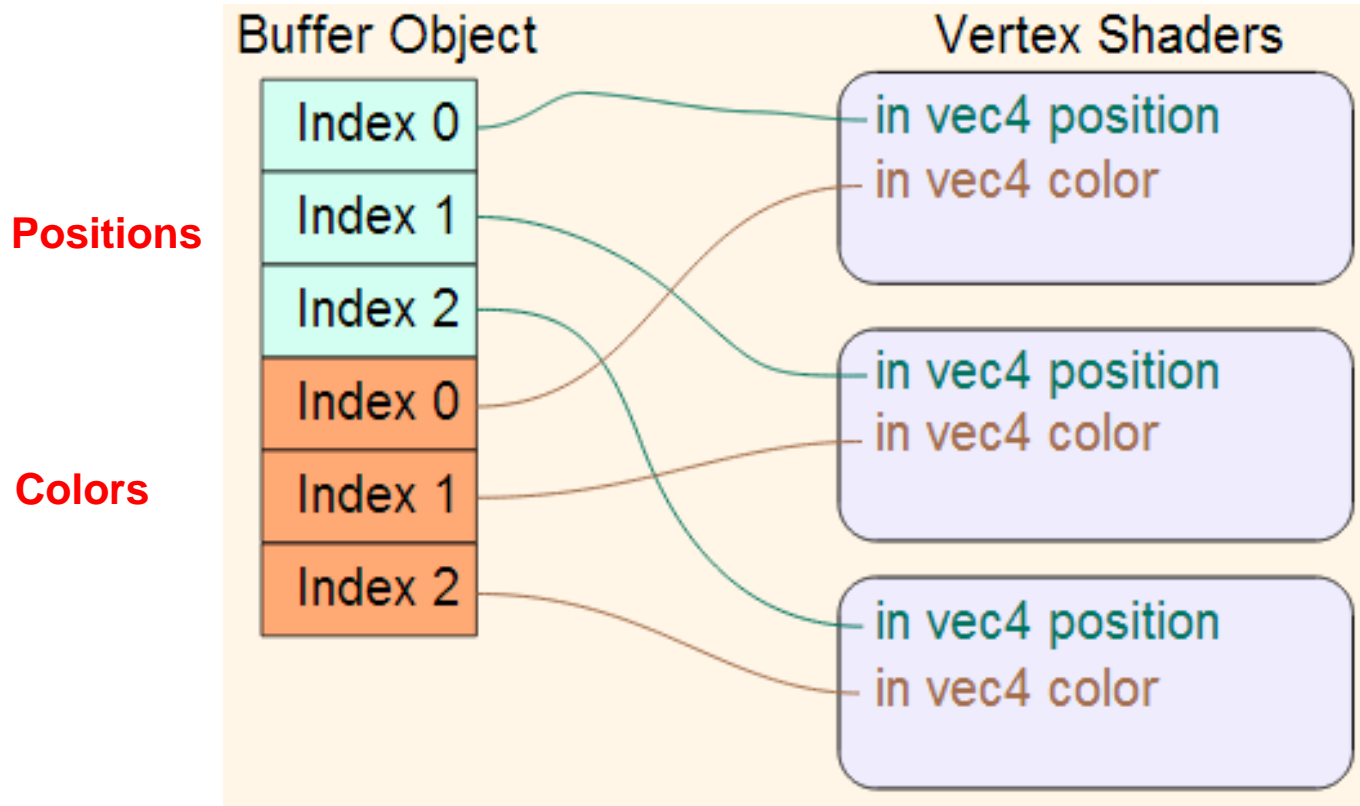 Buffer Object
Vertex Shaders
Positions
Index 0
Index 1
Index 2
Colors
Index 0
Index 1
Index 2
in vec4 position
in vec4 color
in vec4 position
in vec4 color
in vec4 position
in vec4 color